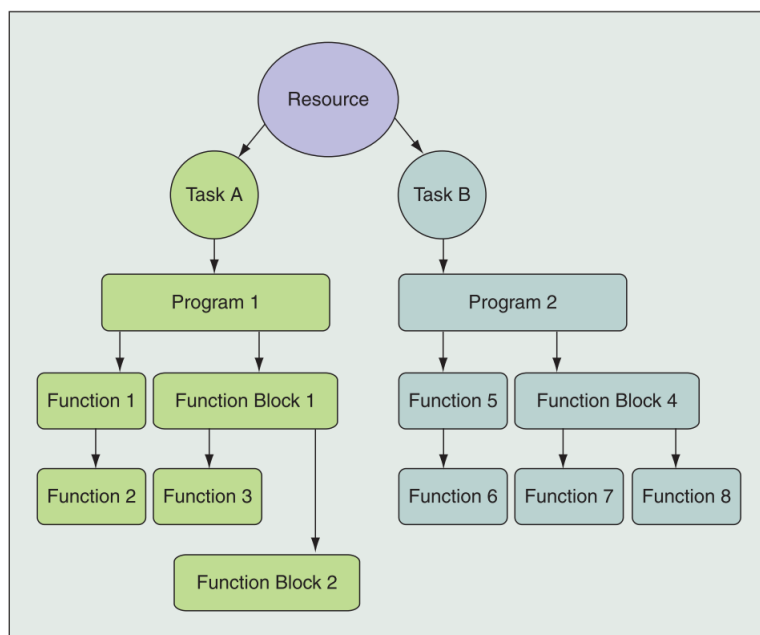 Resource
Task A
Task B
Program 1
Program 2
Function 1
Function Block 1
Function 5
Function Block 4
Function 2
Function 3
Function 6
Function 7
Function 8
Function Block 2